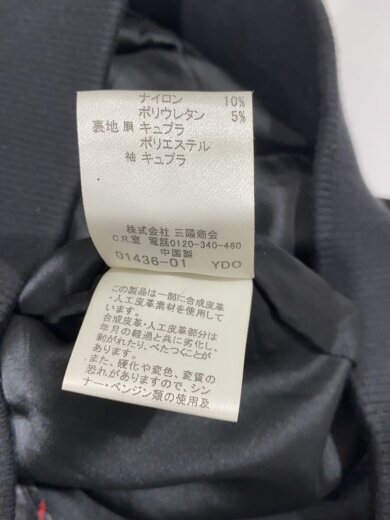 ナイロン 10%
ポリウレタン 5%
裏地 胴 キュプラ
ポリエステル
袖 キュプラ
株式会社 三陽商会
C.R.室 電話0120-340-460
中国製
01436-01 YDO
この製品は一部に合成皮革
・人工皮革素材を使用して
います。
合成皮革・人工皮革部分は
年月の経過と共に劣化し、
剥がれたり、べたつくことが
あります。
また、硬化や変色、変質の
恐れがありますので、シン
ナー・ベンジン類の使用及